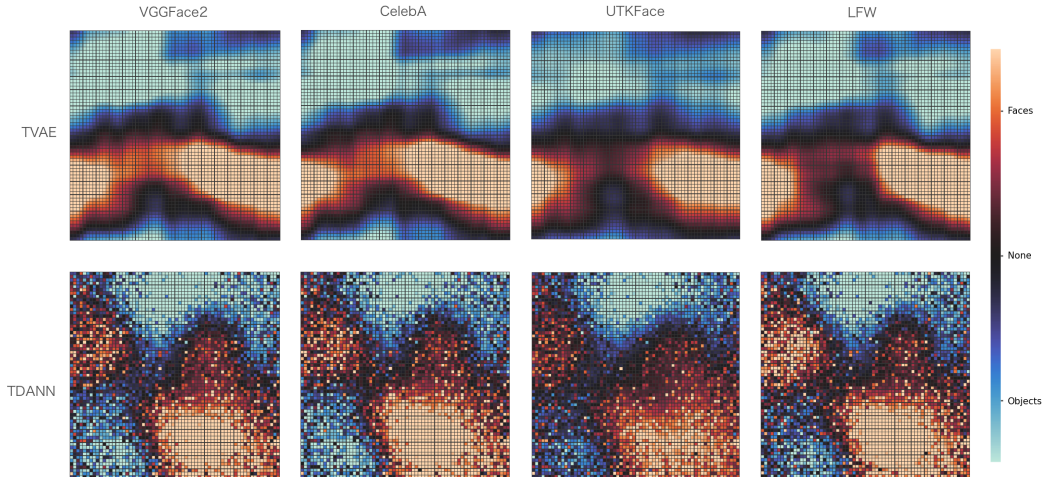 VGGFace2
CelebA
UTKFace
LFW
TVAE
Faces
None
Objects
TDANN